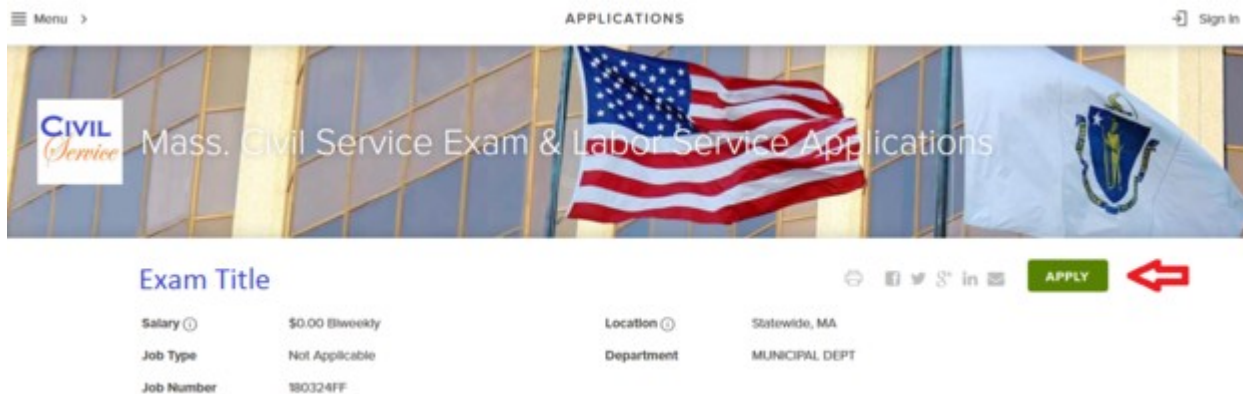 Menu >
APPLICATIONS
Sign In
CIVIL
Service
Mass. Civil Service Exam & Labor Service Applications
Exam Title
in
APPLY
Salary
$0.00 Biweekly
Location
Statewide, MA
Job Type
Not Applicable
Department
MUNICIPAL DEPT
Job Number
180324FF